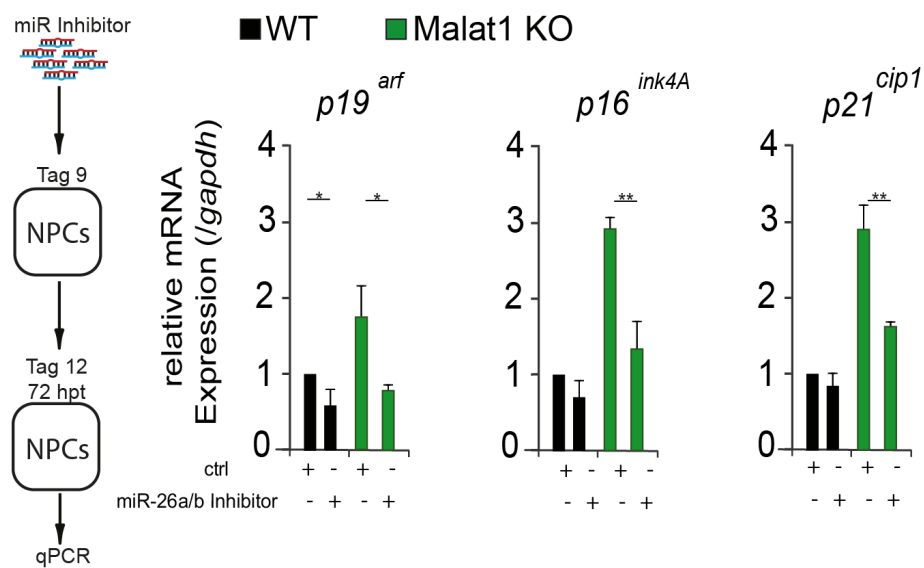 miR Inhibitor
Tag 9
NPCs
Tag 12
72 hpt
NPCs
qPCR
WT Malat1 KO
relative mRNA
Expression (/gapdh)
p19 arf
4
3
2
1
0
* *
p16 ink4A
4
3
2
1
0
**
p21 cip1
4
3
2
1
0
**
ctrl + - + - + - + - + - + -
miR-26a/b Inhibitor - + - + - + - + - + - +